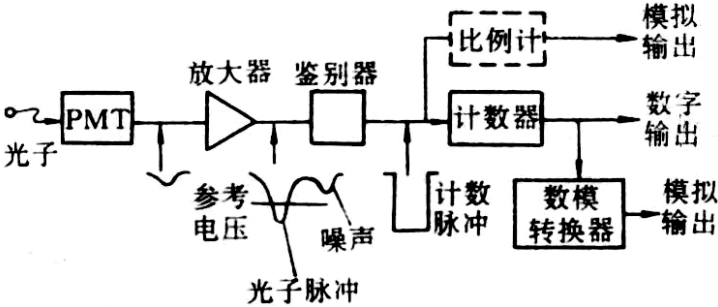 模拟
输出
比例计
放大器
鉴别器
PMT
计数器
数字
输出
光子
参考
电压
噪声
光子脉冲
计数
脉冲
数模
转换器
模拟
输出